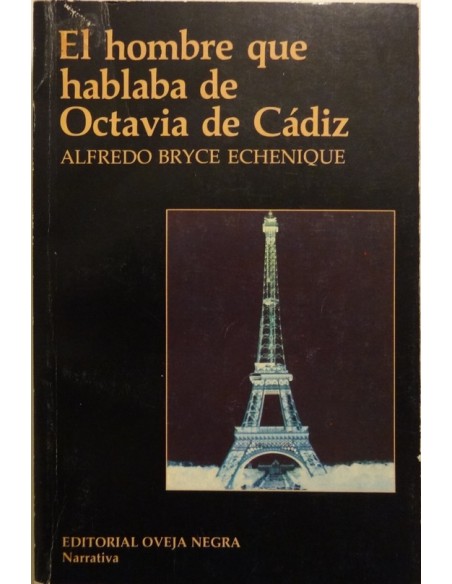 El hombre que
hablaba de
Octavia de Cádiz
ALFREDO BRYCE ECHENIQUE
EDITORIAL OVEJA NEGRA
Narrativa